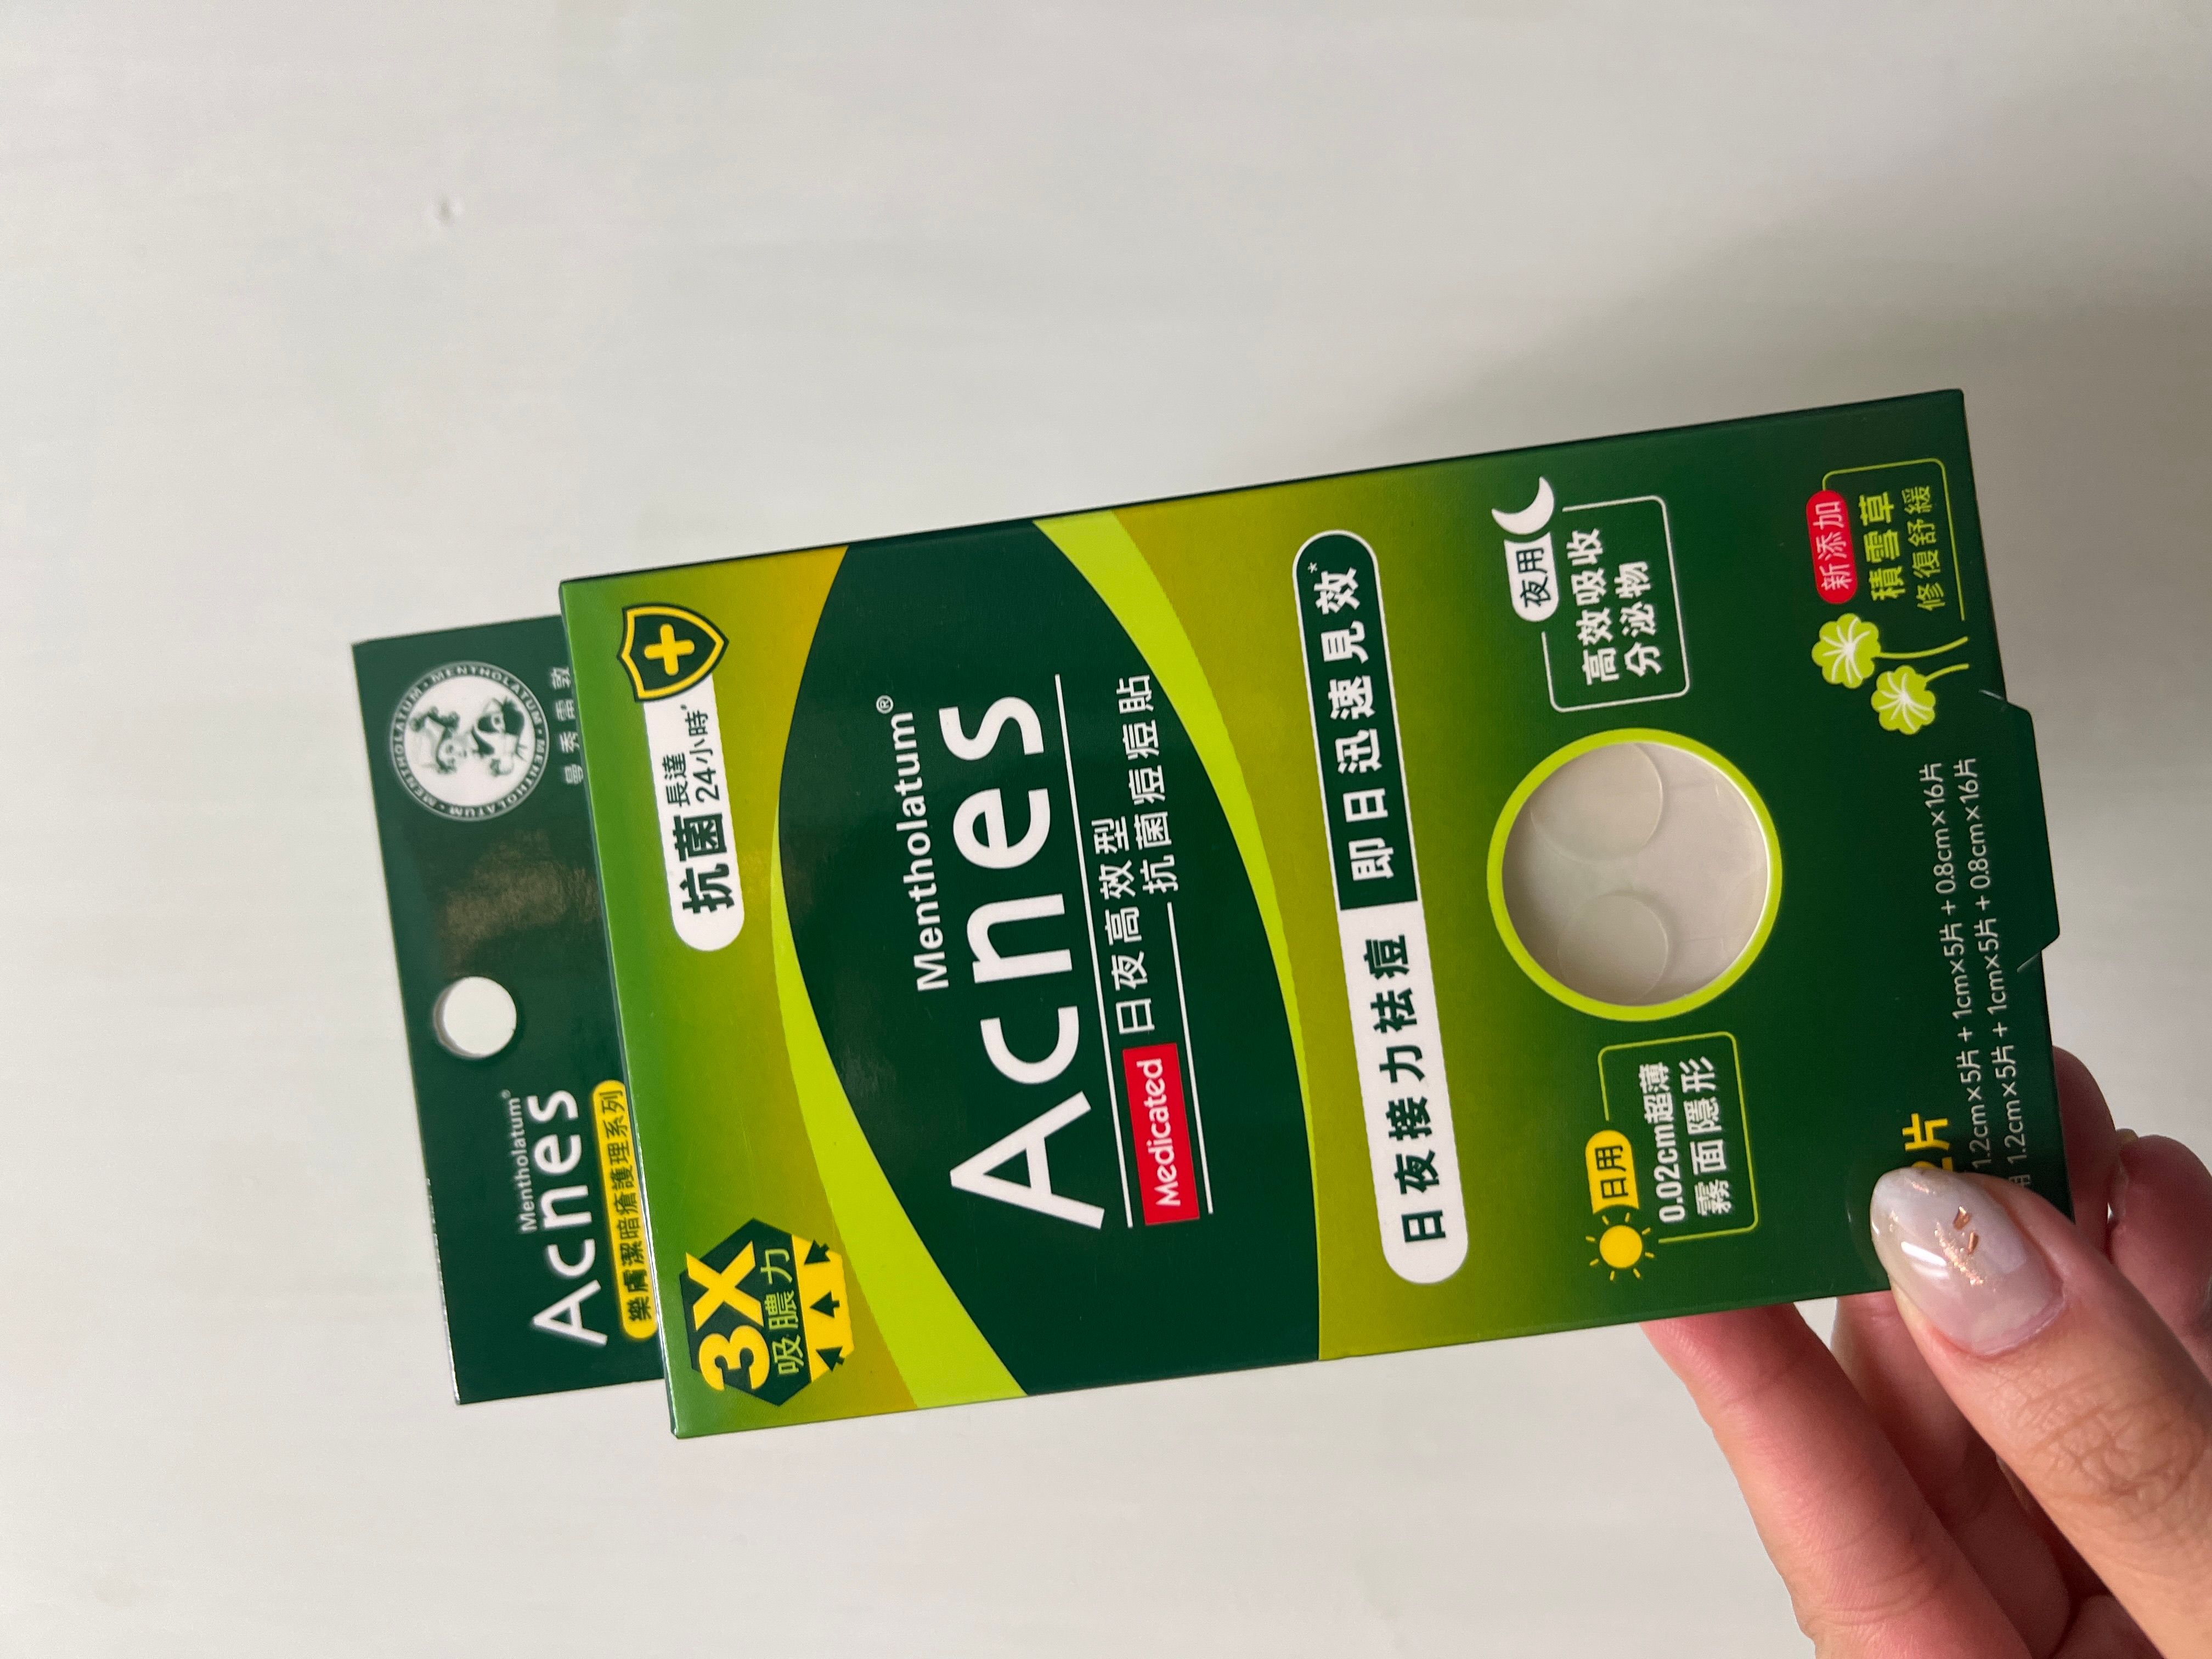 MENTHOLATUM • MENTHOLATUM • MENTHOLATUM
曼秀雷敦
Mentholatum®
Acnes
樂膚潔暗瘡護理系列
3X
吸膿力
抗菌 長達
24小時
Mentholatum®
Acnes
Medicated
日夜高效型
抗菌痘痘貼
日夜接力祛痘 即日迅速見效*
日用
0.02cm超薄
霧面隱形
夜用
高效吸收
分泌物
新添加
積雪草
修復舒緩
片
1.2cm×5片 + 1cm×5片 + 0.8cm×16片
用 1.2cm×5片 + 1cm×5片 + 0.8cm×16片